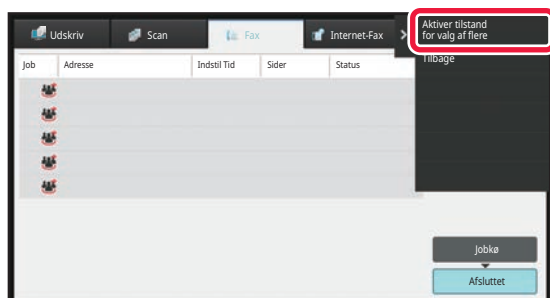 Udskriv
Scan
Fax
Internet-Fax
Aktiver tilstand
for valg af flere
Tilbage
Job
Adresse
Indstil Tid
Sider
Status
Jobkø
Afsluttet